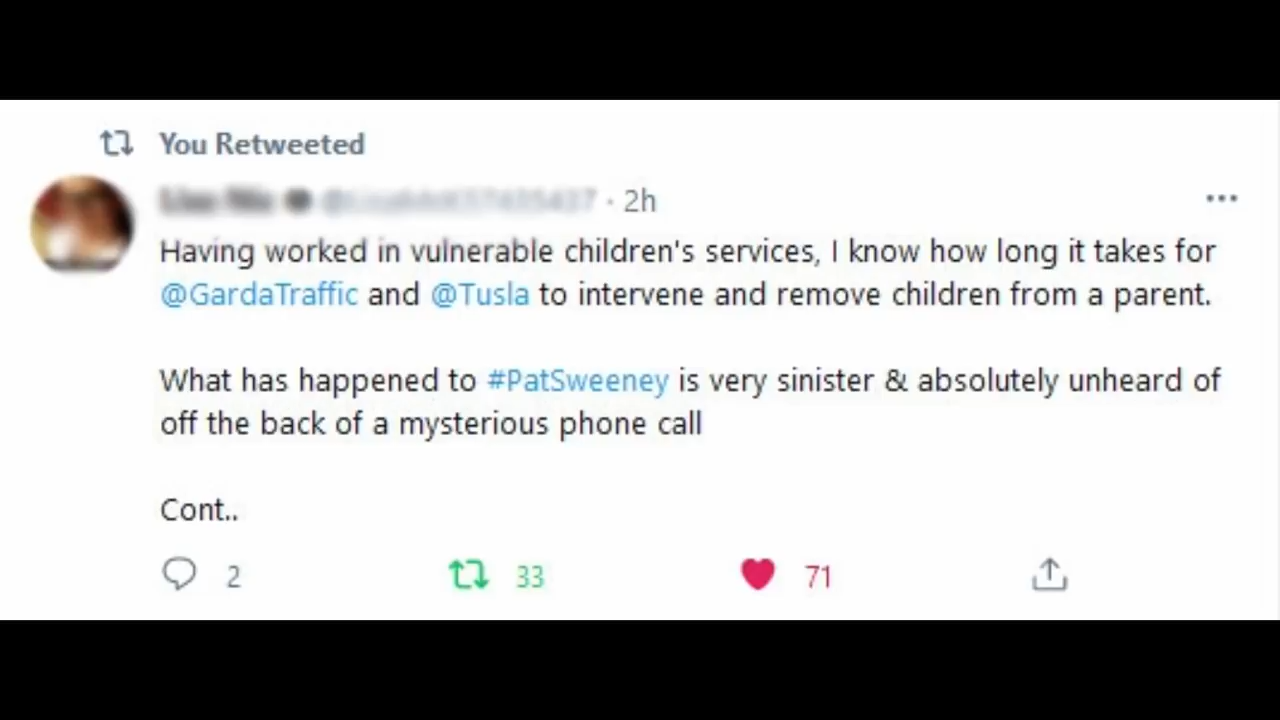 You Retweeted
· 2h
Having worked in vulnerable children's services, I know how long it takes for
@GardaTraffic and @Tusla to intervene and remove children from a parent.
What has happened to #PatSweeney is very sinister & absolutely unheard of
off the back of a mysterious phone call
Cont..
2 33 71